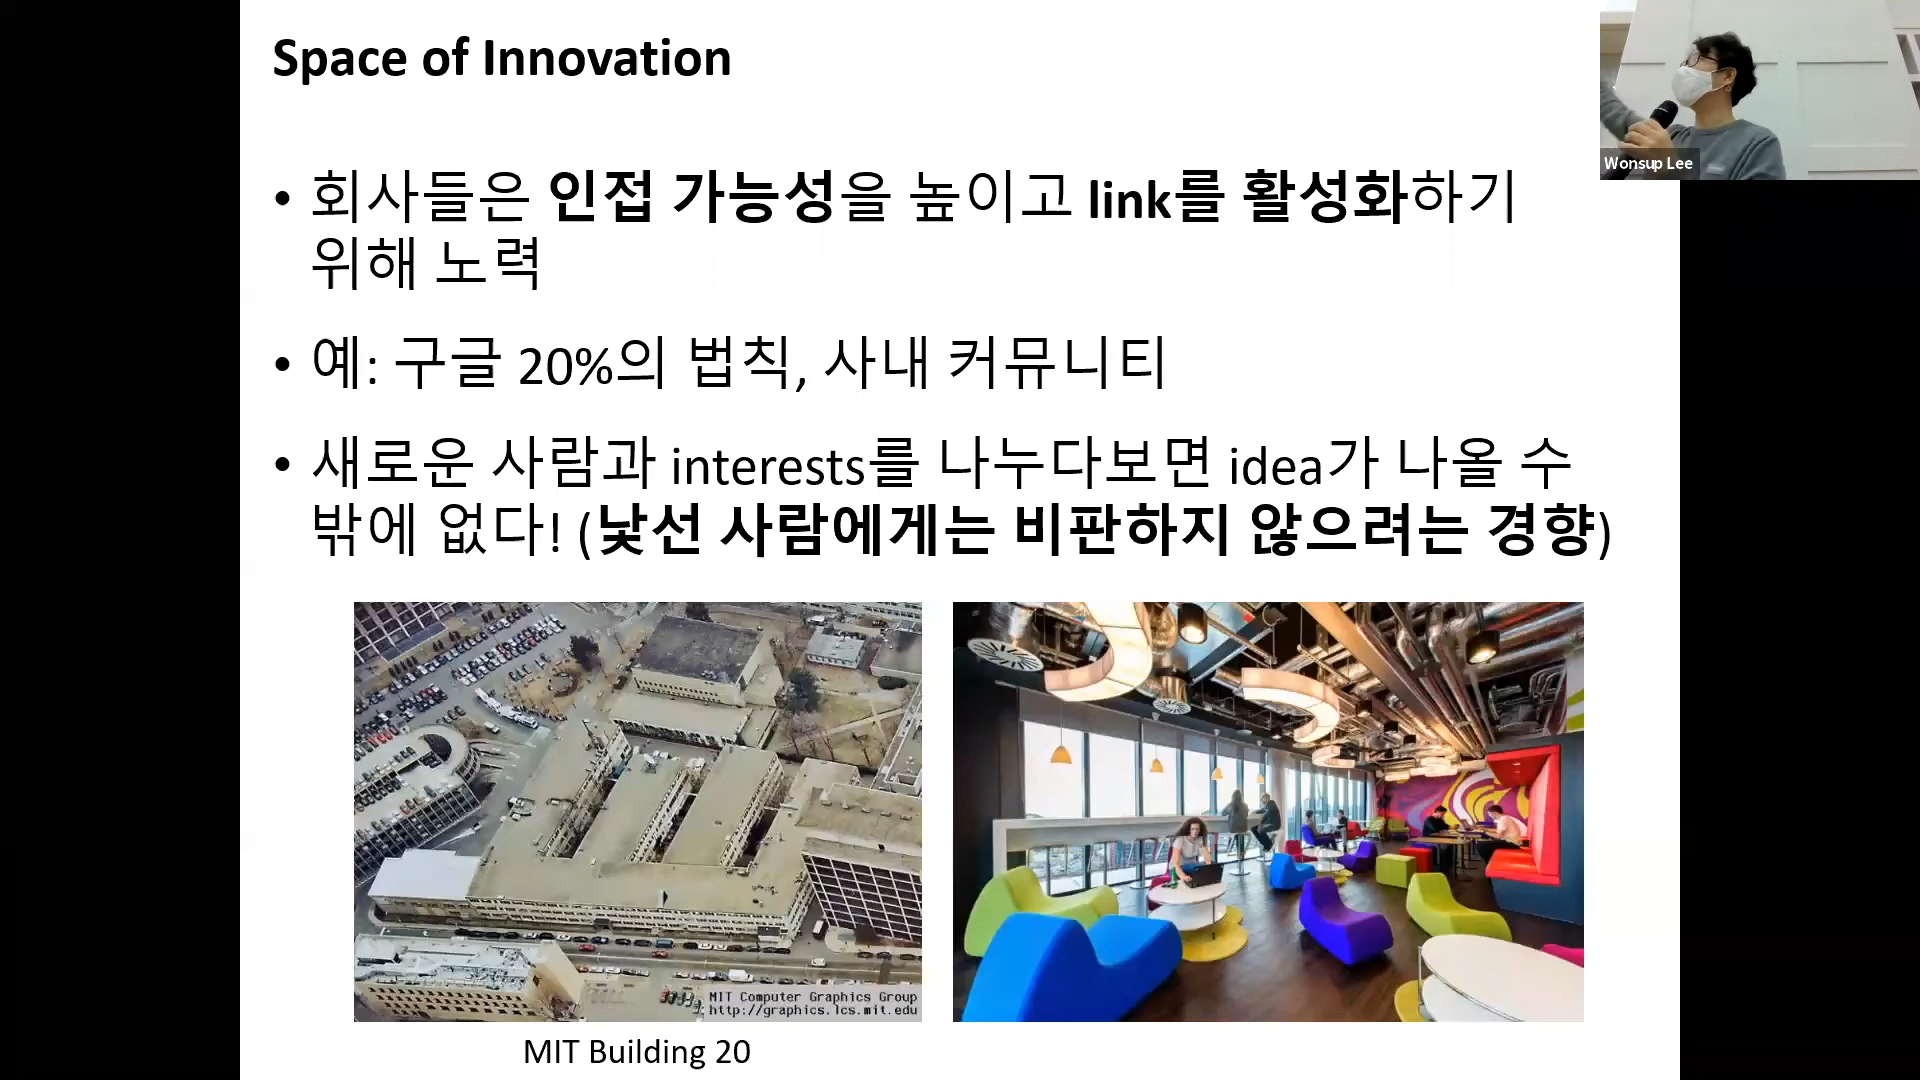 Space of Innovation
Wonsup Lee
• 회사들은 인접 가능성을 높이고 link를 활성화하기
위해 노력
• 예: 구글 20%의 법칙, 사내 커뮤니티
• 새로운 사람과 interests를 나누다보면 idea가 나올 수
밖에 없다! (낯선 사람에게는 비판하지 않으려는 경향)
MIT Computer Graphics Group
http://graphics.lcs.mit.edu
MIT Building 20